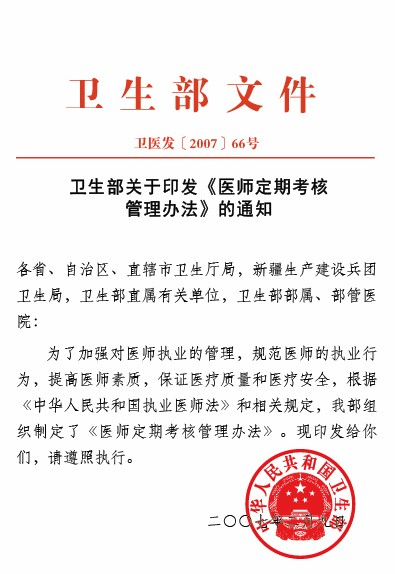 卫生部文件
卫医发〔2007〕66号
卫生部关于印发《医师定期考核
管理办法》的通知
各省、自治区、直辖市卫生厅局，新疆生产建设兵团
卫生局，卫生部直属有关单位，卫生部部属、部管医
院：
为了加强对医师执业的管理，规范医师的执业行
为，提高医师素质，保证医疗质量和医疗安全，根据
《中华人民共和国执业医师法》和相关规定，我部组
织制定了《医师定期考核管理办法》。现印发给你
们，请遵照执行。
中华人民共和国卫生部
二〇〇七年二月九日